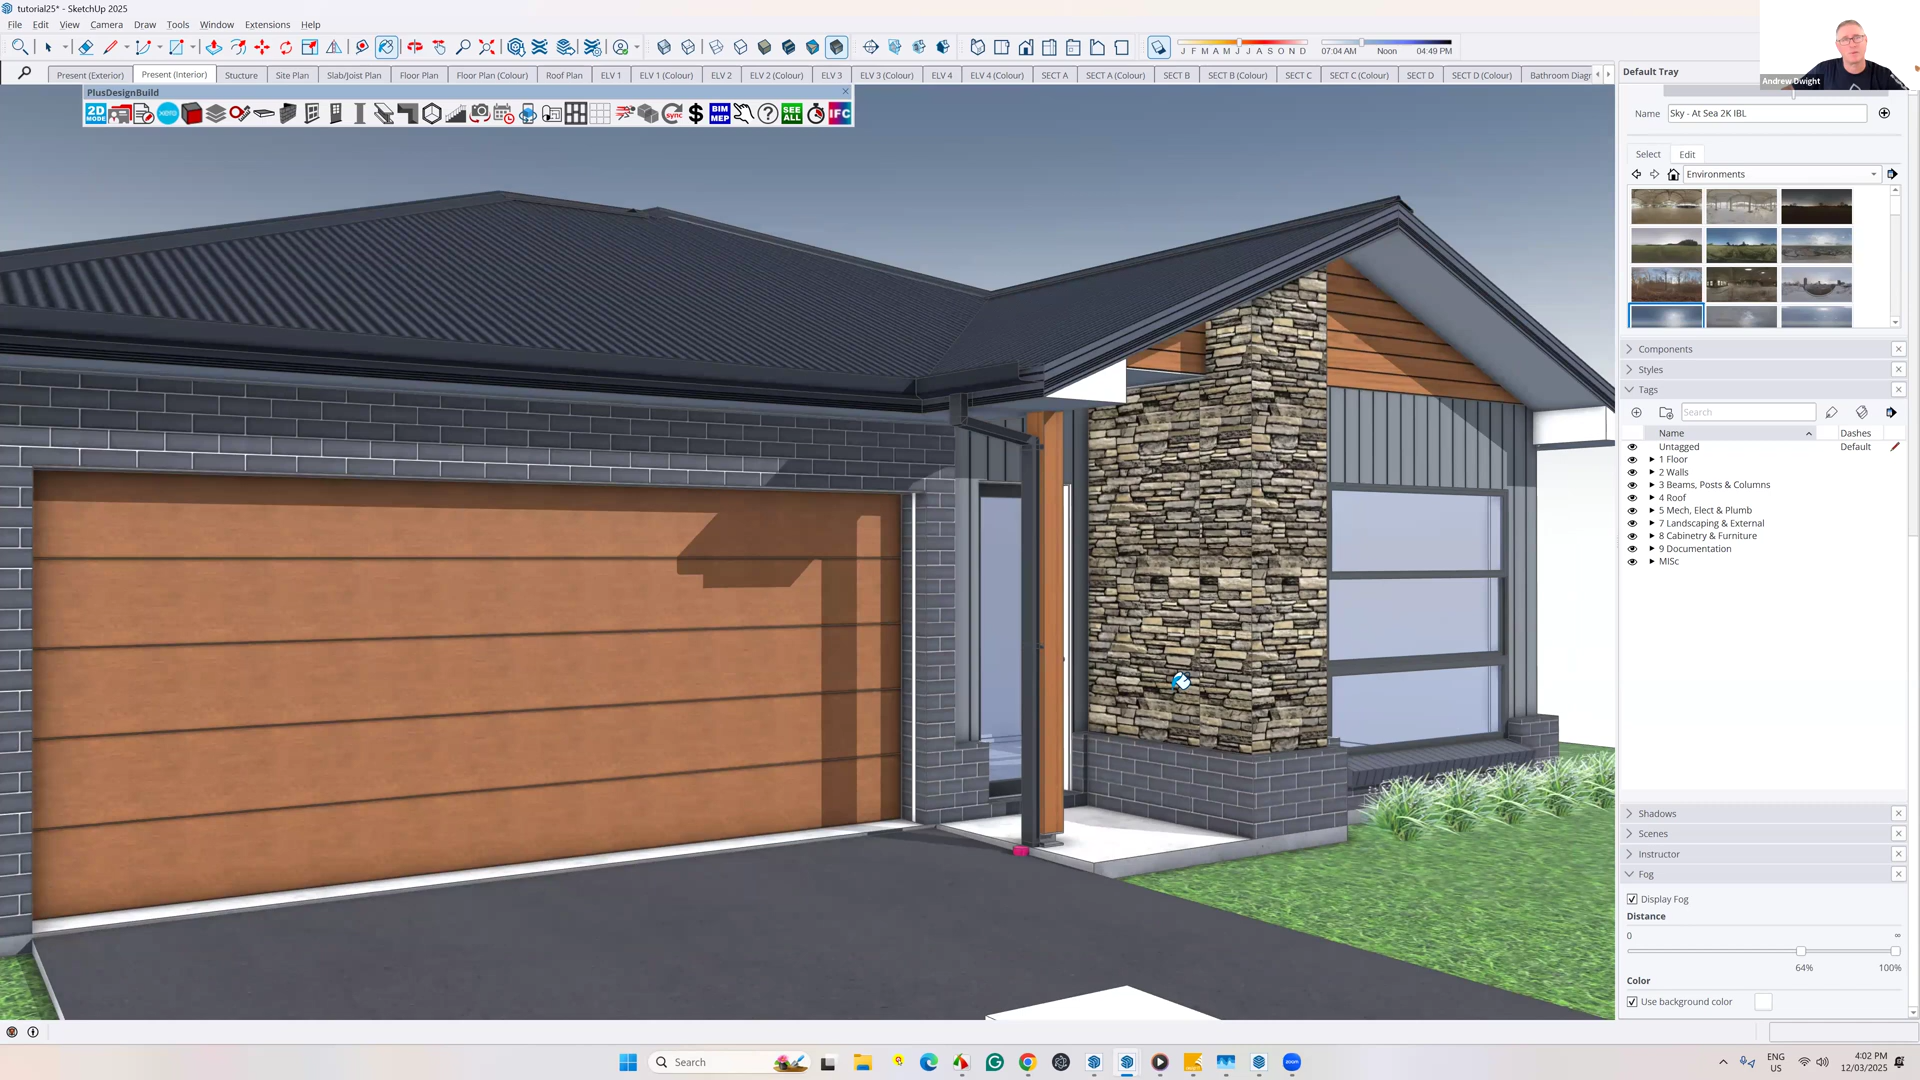 tutorial25* - SketchUp 2025
File Edit View Camera Draw Tools Window Extensions Help
J F M A M J J A S O N D 07:04 AM Noon 04:49 PM
Present (Exterior) Present (Interior) Structure Site Plan Slab/Joist Plan Floor Plan Floor Plan (Colour) Roof Plan ELV 1 ELV 1 (Colour) ELV 2 ELV 2 (Colour) ELV 3 ELV 3 (Colour) ELV 4 ELV 4 (Colour) SECT A SECT A (Colour) SECT B SECT B (Colour) SECT C SECT C (Colour) SECT D SECT D (Colour) Bathroom Diagr
Default Tray
Andrew Dwight
PlusDesignBuild
2D MODE xero sync $ BIM MEP ? SEE ALL IFC
Name Sky - At Sea 2K IBL
Select Edit
Environments
Components
Styles
Tags
Search
Name Dashes
Untagged Default
1 Floor
2 Walls
3 Beams, Posts & Columns
4 Roof
5 Mech, Elect & Plumb
7 Landscaping & External
8 Cabinetry & Furniture
9 Documentation
MISc
Shadows
Scenes
Instructor
Fog
Display Fog
Distance
0 ∞
64% 100%
Color
Use background color
Search
zoom
ENG
US
4:02 PM
12/03/2025